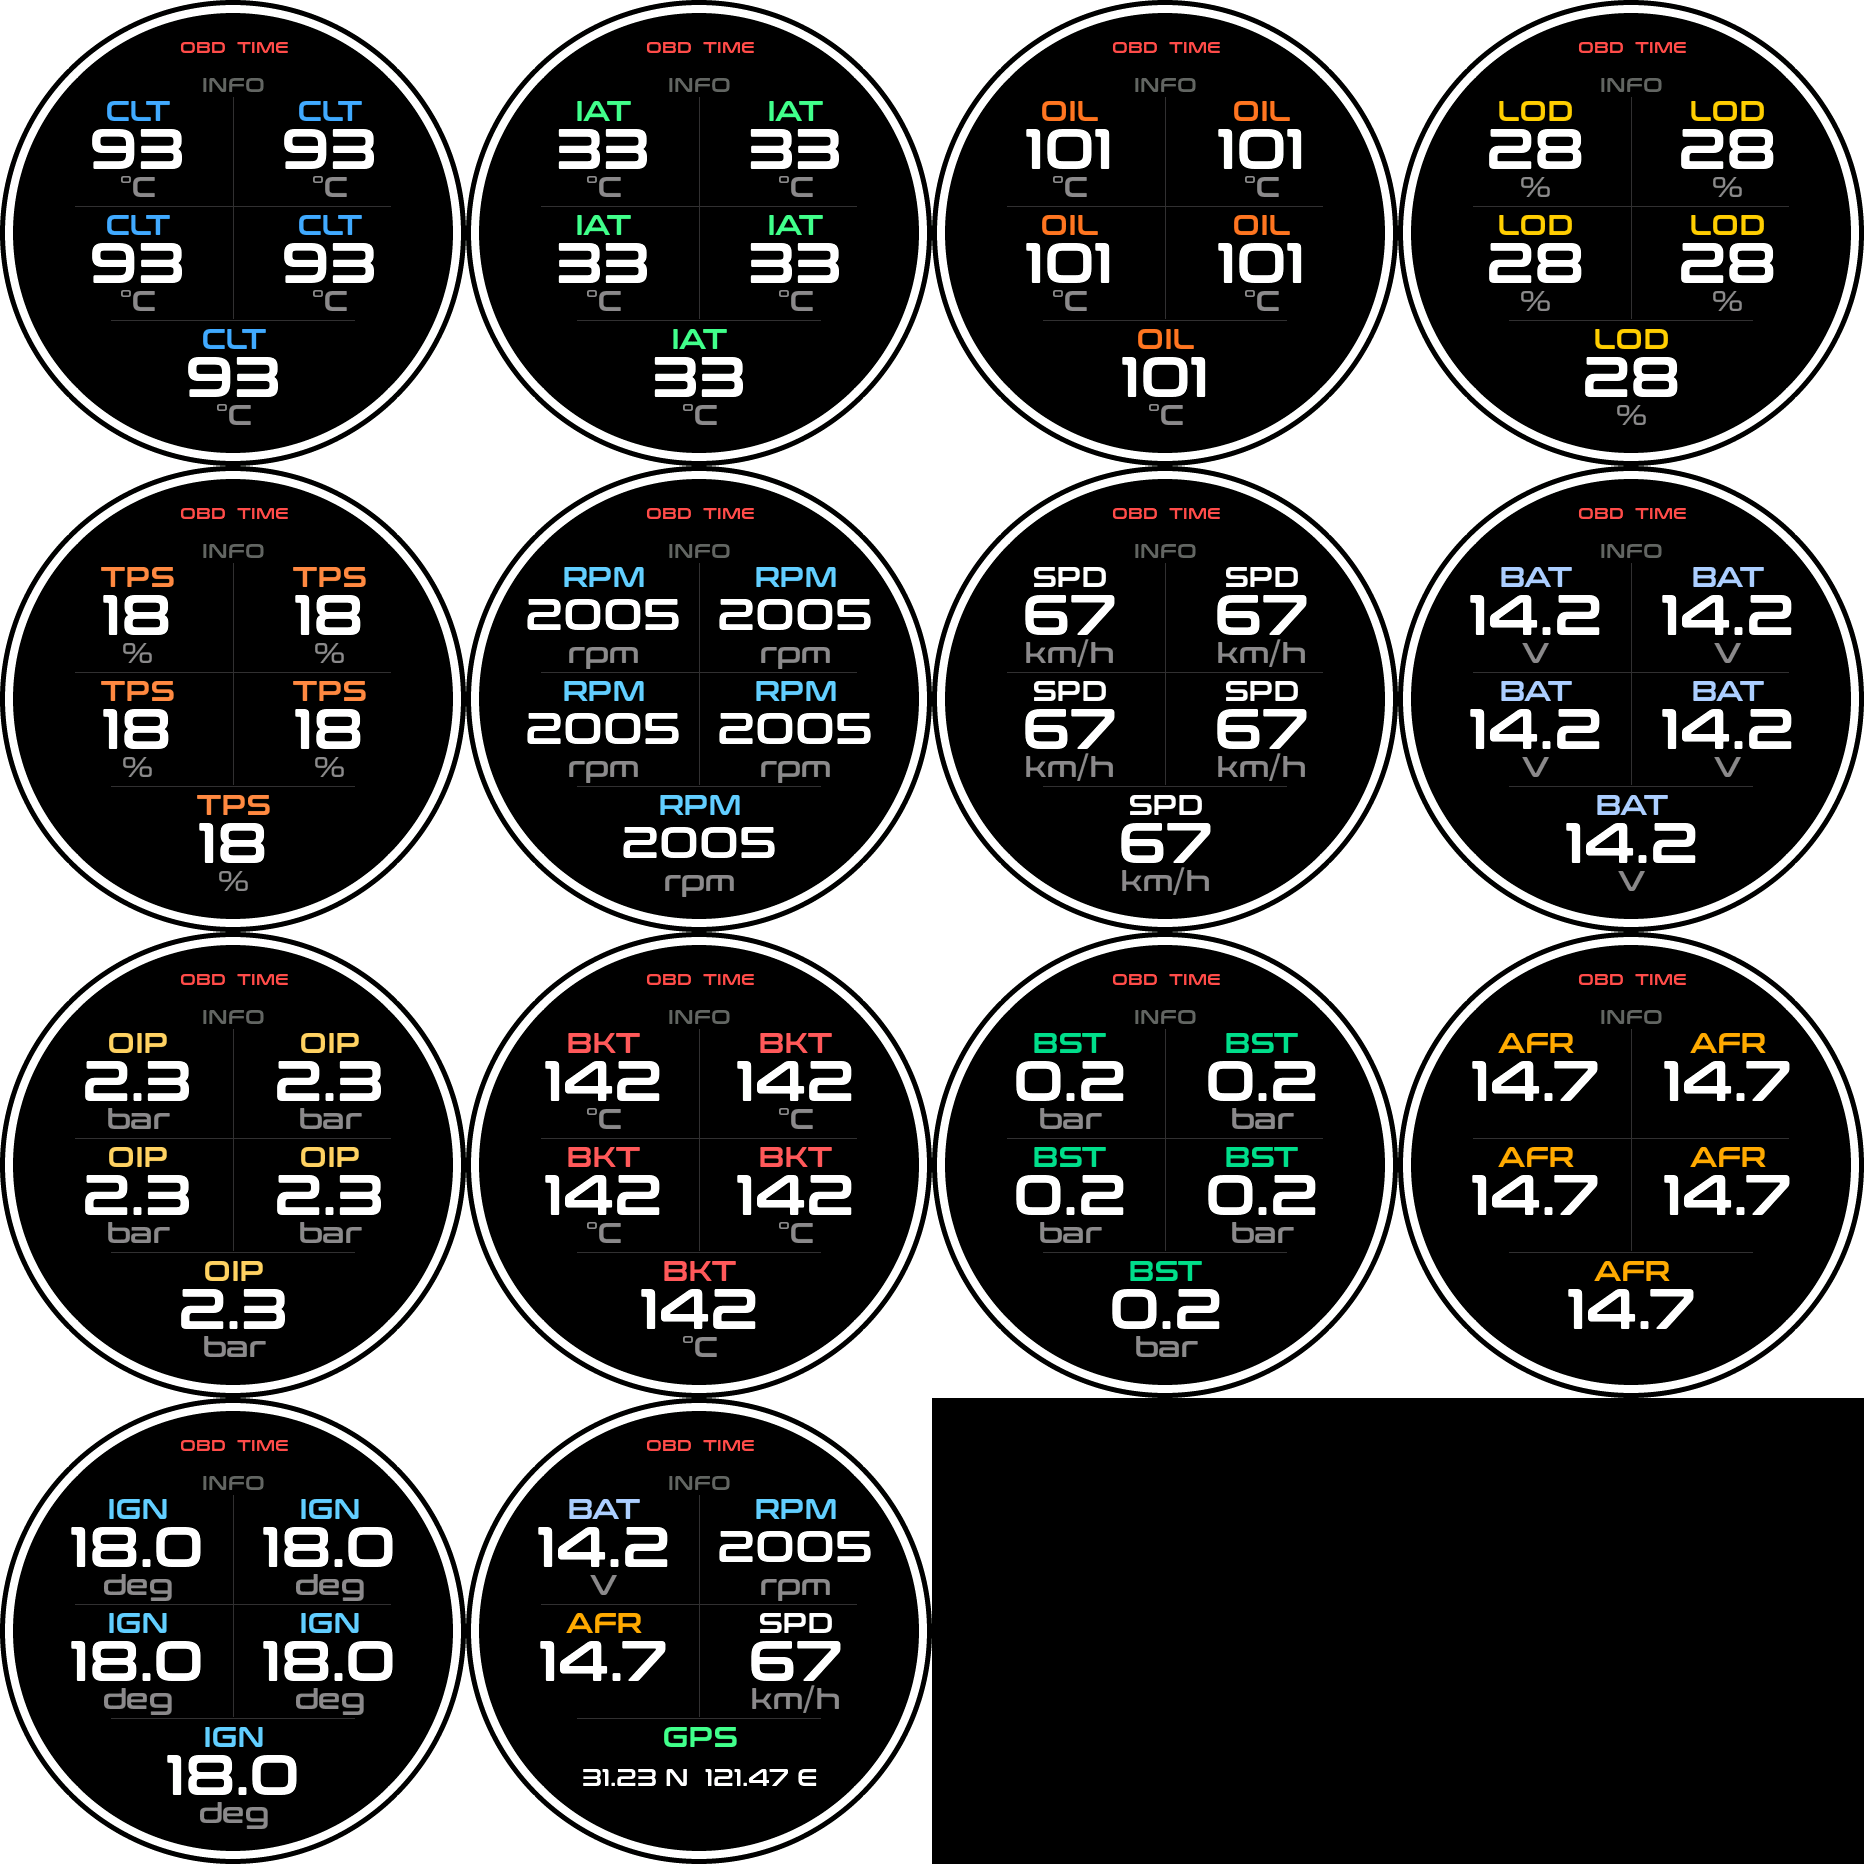 OBD TIME
INFO
CLT CLT
93 93
°C °C
CLT CLT
93 93
°C °C
CLT
93
°C
OBD TIME
INFO
IAT IAT
33 33
°C °C
IAT IAT
33 33
°C °C
IAT
33
°C
OBD TIME
INFO
OIL OIL
101 101
°C °C
OIL OIL
101 101
°C °C
OIL
101
°C
OBD TIME
INFO
LOD LOD
28 28
% %
LOD LOD
28 28
% %
LOD
28
%
OBD TIME
INFO
TPS TPS
18 18
% %
TPS TPS
18 18
% %
TPS
18
%
OBD TIME
INFO
RPM RPM
2005 2005
rpm rpm
RPM RPM
2005 2005
rpm rpm
RPM
2005
rpm
OBD TIME
INFO
SPD SPD
67 67
km/h km/h
SPD SPD
67 67
km/h km/h
SPD
67
km/h
OBD TIME
INFO
BAT BAT
14.2 14.2
V V
BAT BAT
14.2 14.2
V V
BAT
14.2
V
OBD TIME
INFO
OIP OIP
2.3 2.3
bar bar
OIP OIP
2.3 2.3
bar bar
OIP
2.3
bar
OBD TIME
INFO
BKT BKT
142 142
°C °C
BKT BKT
142 142
°C °C
BKT
142
°C
OBD TIME
INFO
BST BST
0.2 0.2
bar bar
BST BST
0.2 0.2
bar bar
BST
0.2
bar
OBD TIME
INFO
AFR AFR
14.7 14.7
AFR AFR
14.7 14.7
AFR
14.7
OBD TIME
INFO
IGN IGN
18.0 18.0
deg deg
IGN IGN
18.0 18.0
deg deg
IGN
18.0
deg
OBD TIME
INFO
BAT RPM
14.2 2005
V rpm
AFR SPD
14.7 67
km/h
GPS
31.23 N 121.47 E